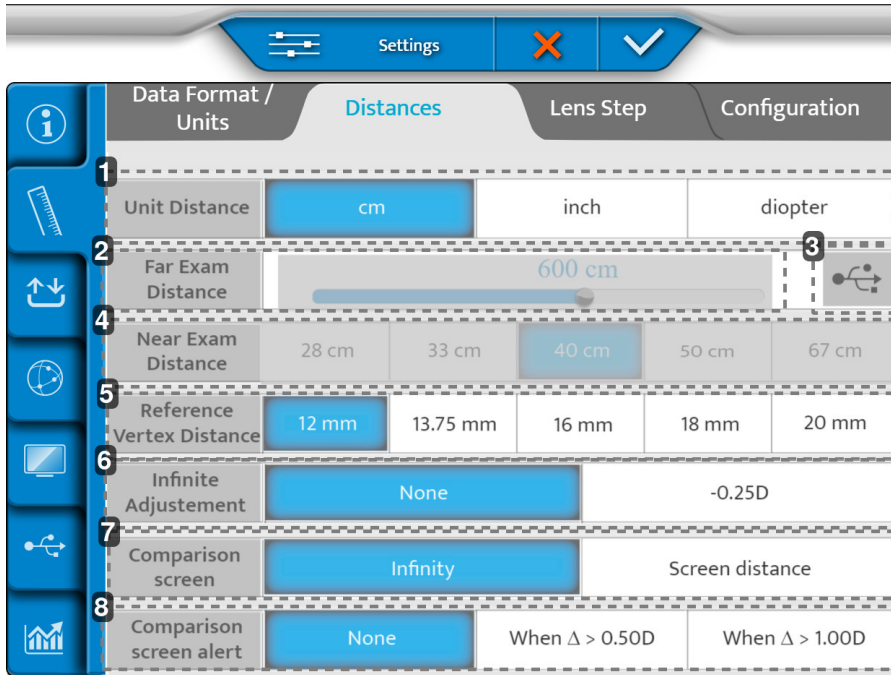 Settings
Data Format /
Units
Distances
Lens Step
Configuration
1
Unit Distance
cm
inch
diopter
2
Far Exam
Distance
600 cm
3
4
Near Exam
Distance
28 cm
33 cm
40 cm
50 cm
67 cm
5
Reference
Vertex Distance
12 mm
13.75 mm
16 mm
18 mm
20 mm
6
Infinite
Adjustement
None
-0.25D
7
Comparison
screen
Infinity
Screen distance
8
Comparison
screen alert
None
When Δ > 0.50D
When Δ > 1.00D